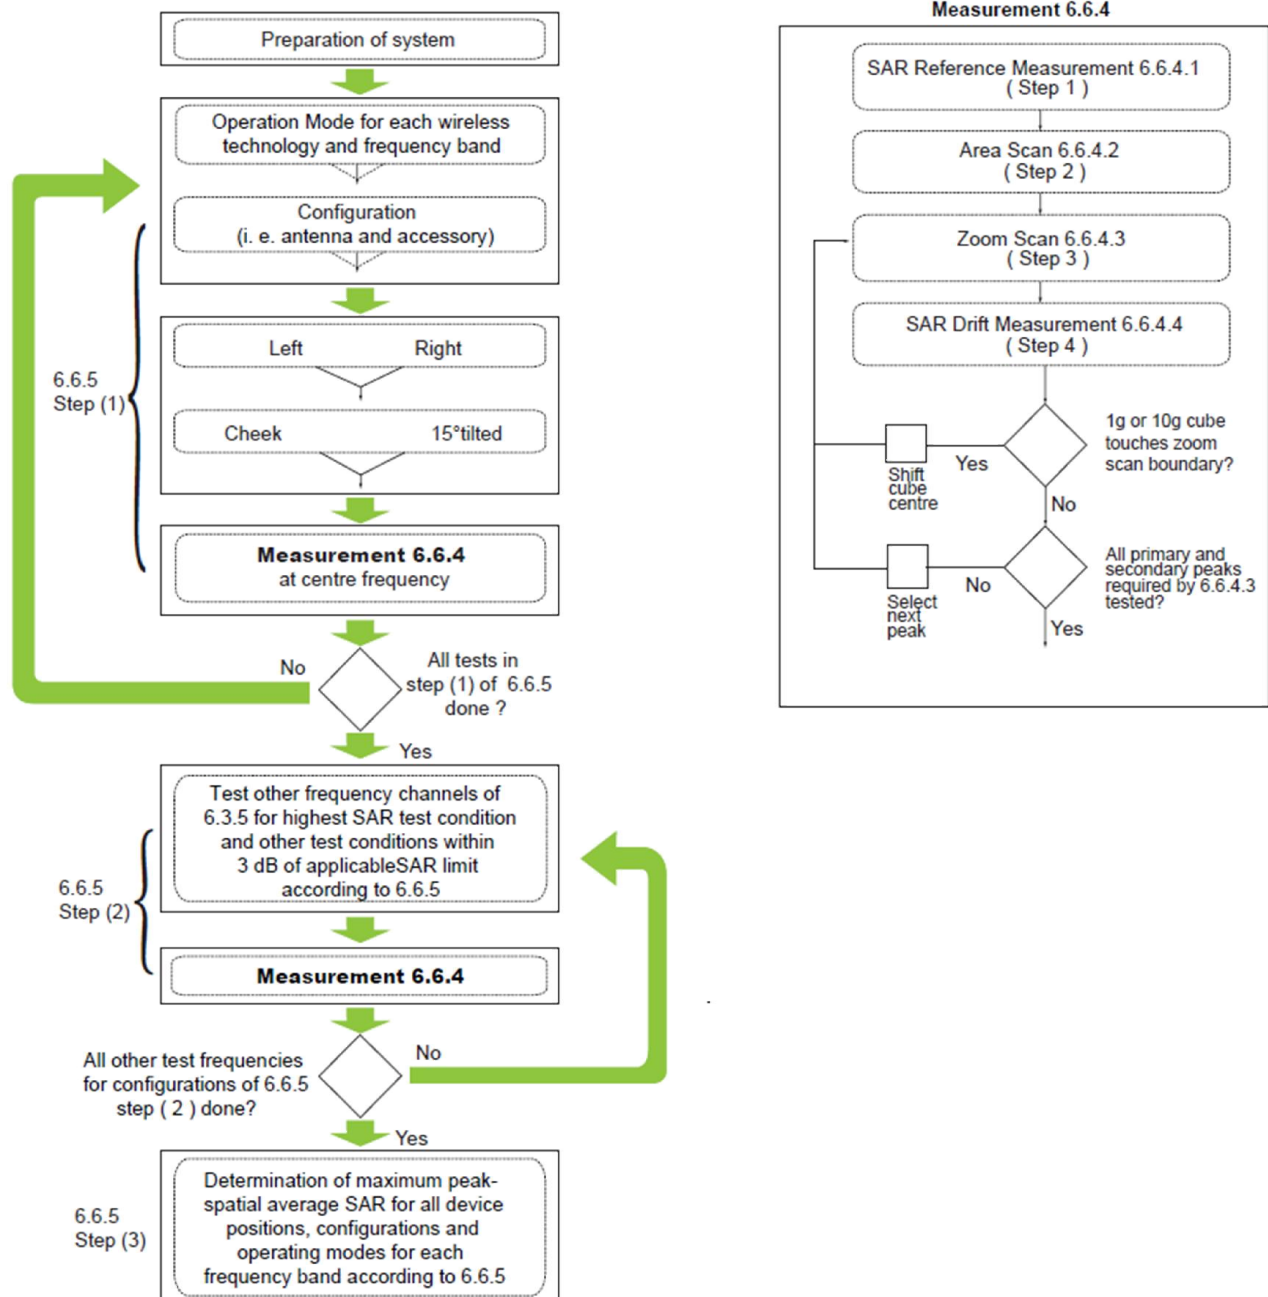 Preparation of system
Operation Mode for each wireless
technology and frequency band
Configuration
(i. e. antenna and accessory)
6.6.5
Step (1)
Left Right
Cheek 15°tilted
Measurement 6.6.4
at centre frequency
No
All tests in
step (1) of 6.6.5
done ?
Yes
6.6.5
Step (2)
Test other frequency channels of
6.3.5 for highest SAR test condition
and other test conditions within
3 dB of applicableSAR limit
according to 6.6.5
Measurement 6.6.4
All other test frequencies
for configurations of 6.6.5
step ( 2 ) done?
No
Yes
6.6.5
Step (3)
Determination of maximum peak-
spatial average SAR for all device
positions, configurations and
operating modes for each
frequency band according to 6.6.5
Measurement 6.6.4
SAR Reference Measurement 6.6.4.1
( Step 1 )
Area Scan 6.6.4.2
( Step 2 )
Zoom Scan 6.6.4.3
( Step 3 )
SAR Drift Measurement 6.6.4.4
( Step 4 )
1g or 10g cube
touches zoom
scan boundary?
Yes
Shift
cube
centre
No
All primary and
secondary peaks
required by 6.6.4.3
tested?
No
Select
next
peak
Yes